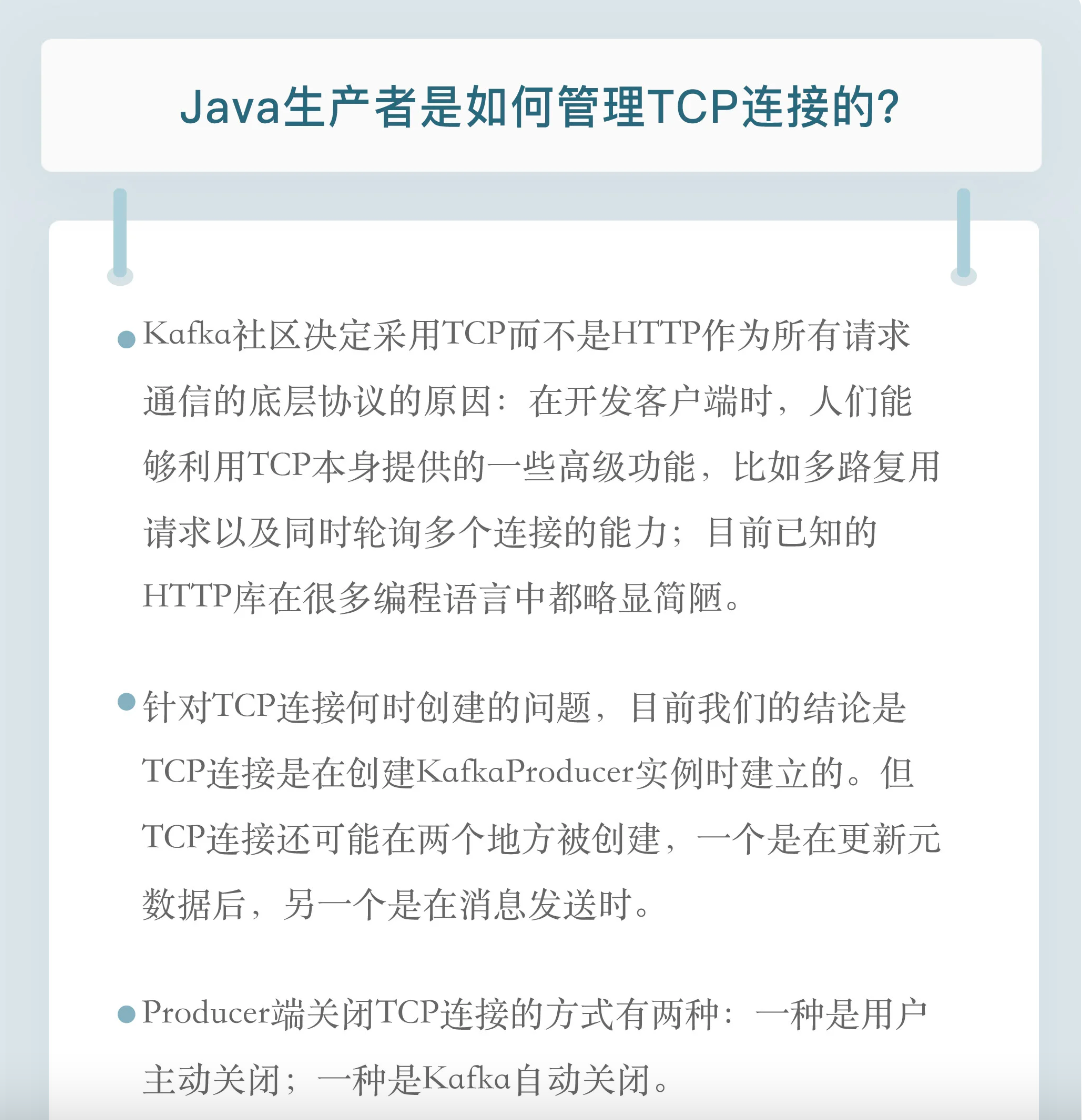 Java生产者是如何管理TCP连接的?
Kafka社区决定采用TCP而不是HTTP作为所有请求
通信的底层协议的原因：在开发客户端时，人们能
够利用TCP本身提供的一些高级功能，比如多路复用
请求以及同时轮询多个连接的能力；目前已知的
HTTP库在很多编程语言中都略显简陋。
针对TCP连接何时创建的问题，目前我们的结论是
TCP连接是在创建KafkaProducer实例时建立的。但
TCP连接还可能在两个地方被创建，一个是在更新元
数据后，另一个是在消息发送时。
Producer端关闭TCP连接的方式有两种：一种是用户
主动关闭；一种是Kafka自动关闭。